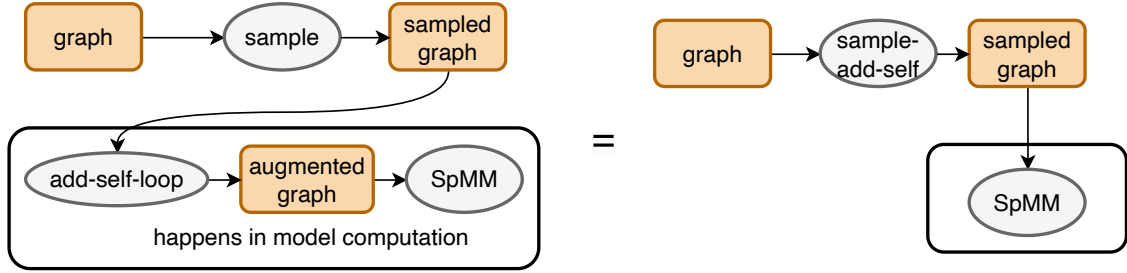 graph
sample
sampled
graph
add-self-loop
augmented
graph
SpMM
happens in model computation
=
graph
sample-
add-self
sampled
graph
SpMM